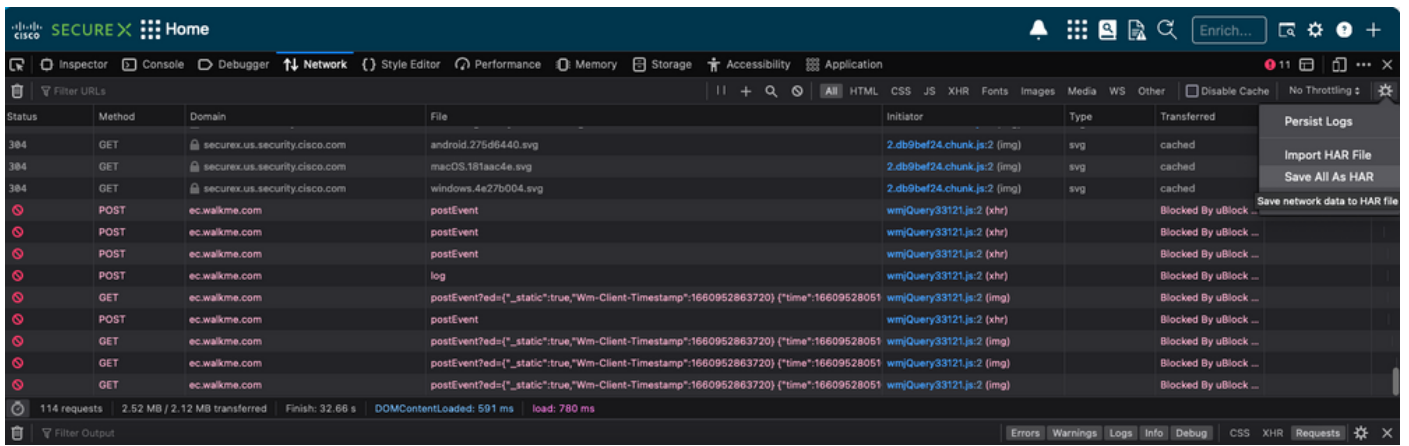 cisco SECUREX Home Enrich...
Inspector Console Debugger Network {} Style Editor Performance Memory Storage Accessibility Application 11
Filter URLs All HTML CSS JS XHR Fonts Images Media WS Other Disable Cache No Throttling
Status Method Domain File Initiator Type Transferred
Persist Logs
Import HAR File
Save All As HAR
Save network data to HAR file
304 GET securex.us.security.cisco.com android.275d6440.svg 2.db9bef24.chunk.js:2 (img) svg cached
304 GET securex.us.security.cisco.com macOS.181aac4e.svg 2.db9bef24.chunk.js:2 (img) svg cached
304 GET securex.us.security.cisco.com windows.4e27b004.svg 2.db9bef24.chunk.js:2 (img) svg cached
POST ec.walkme.com postEvent wmjQuery33121.js:2 (xhr) Blocked By uBlock ...
POST ec.walkme.com postEvent wmjQuery33121.js:2 (xhr) Blocked By uBlock ...
POST ec.walkme.com log wmjQuery33121.js:2 (xhr) Blocked By uBlock ...
GET ec.walkme.com postEvent?ed={"_static":true,"Wm-Client-Timestamp":1660952863720} {"time":16609528051 wmjQuery33121.js:2 (img) Blocked By uBlock ...
POST ec.walkme.com postEvent wmjQuery33121.js:2 (xhr) Blocked By uBlock ...
GET ec.walkme.com postEvent?ed={"_static":true,"Wm-Client-Timestamp":1660952863720} {"time":16609528051 wmjQuery33121.js:2 (img) Blocked By uBlock ...
GET ec.walkme.com postEvent?ed={"_static":true,"Wm-Client-Timestamp":1660952863720} {"time":16609528051 wmjQuery33121.js:2 (img) Blocked By uBlock ...
GET ec.walkme.com postEvent?ed={"_static":true,"Wm-Client-Timestamp":1660952863720} {"time":16609528051 wmjQuery33121.js:2 (img) Blocked By uBlock ...
114 requests 2.52 MB / 2.12 MB transferred Finish: 32.66 s DOMContentLoaded: 591 ms load: 780 ms
Filter Output Errors Warnings Logs Info Debug CSS XHR Requests